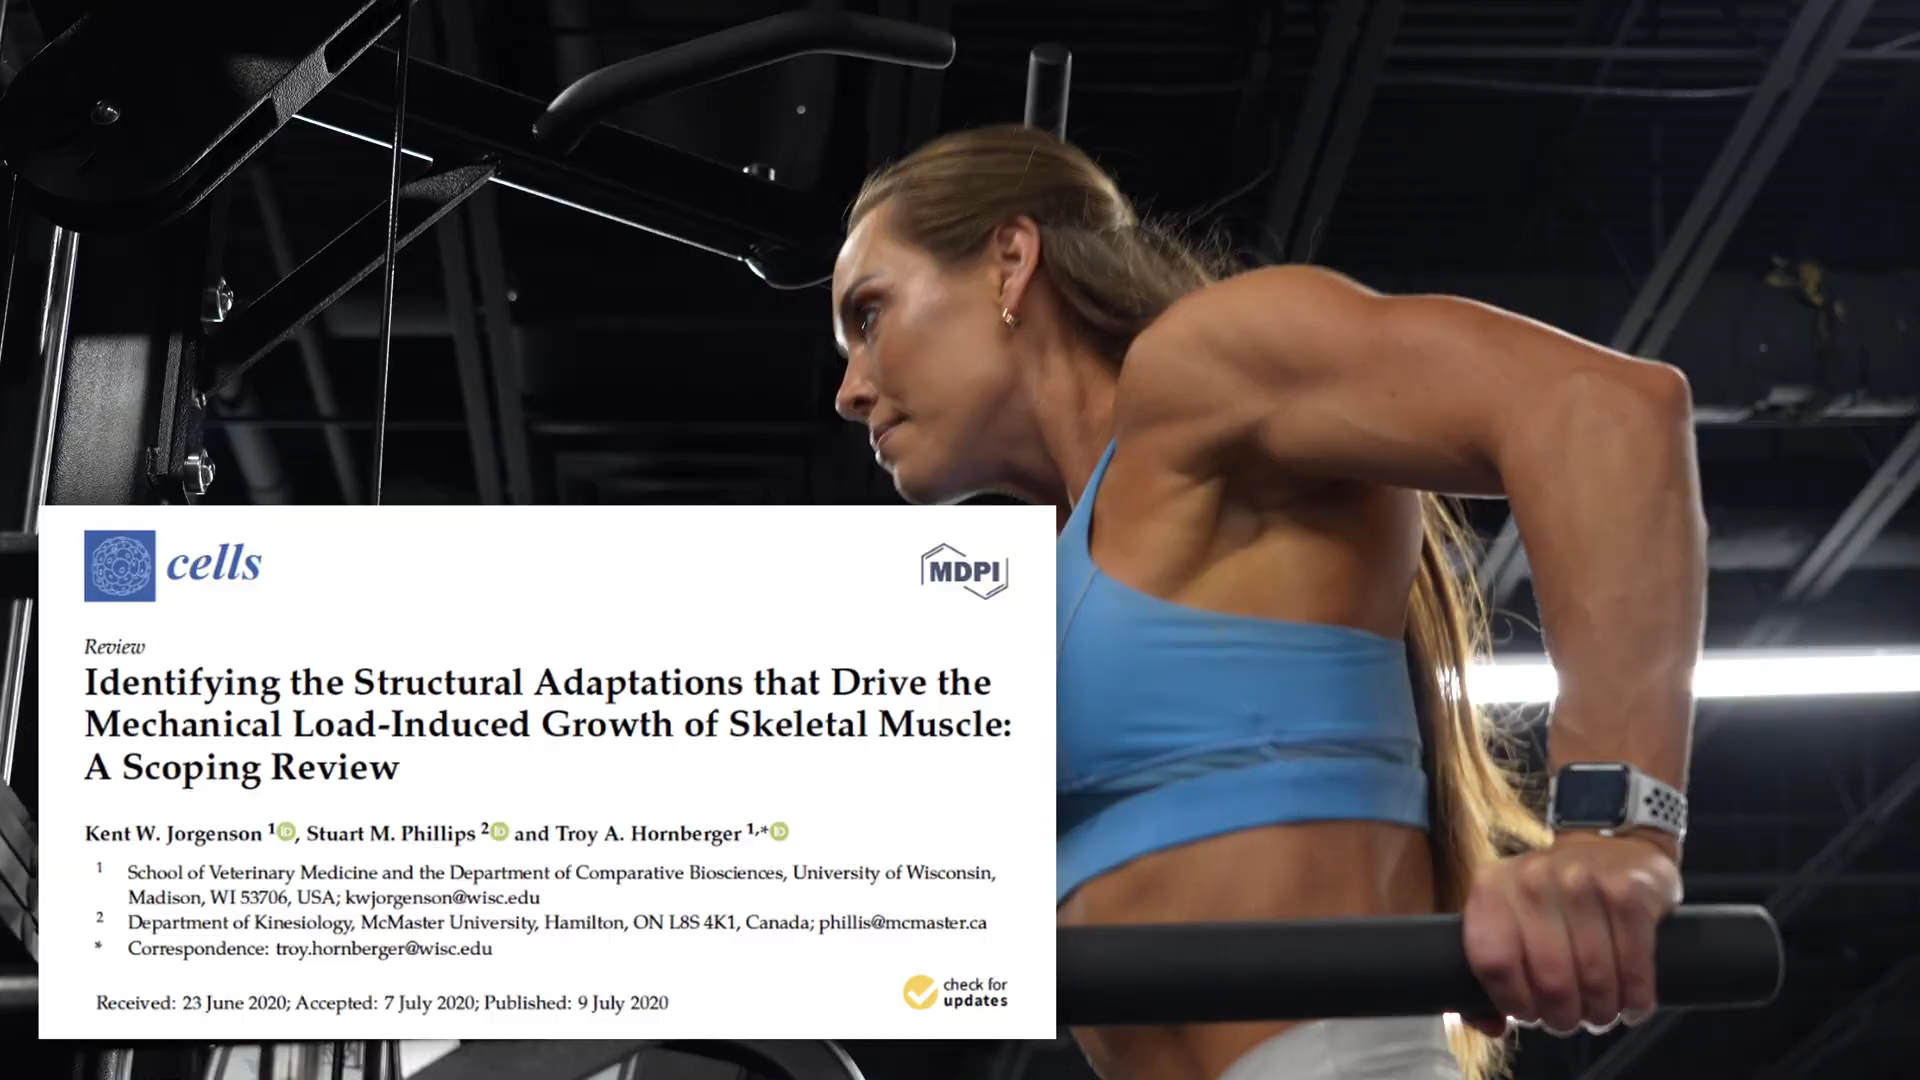 cells
MDPI
Review
Identifying the Structural Adaptations that Drive the
Mechanical Load-Induced Growth of Skeletal Muscle:
A Scoping Review
Kent W. Jorgenson 1 iD, Stuart M. Phillips 2 iD and Troy A. Hornberger 1,* iD
1 School of Veterinary Medicine and the Department of Comparative Biosciences, University of Wisconsin,
Madison, WI 53706, USA; kwjorgenson@wisc.edu
2 Department of Kinesiology, McMaster University, Hamilton, ON L8S 4K1, Canada; phillis@mcmaster.ca
* Correspondence: troy.hornberger@wisc.edu
check for
updates
Received: 23 June 2020; Accepted: 7 July 2020; Published: 9 July 2020